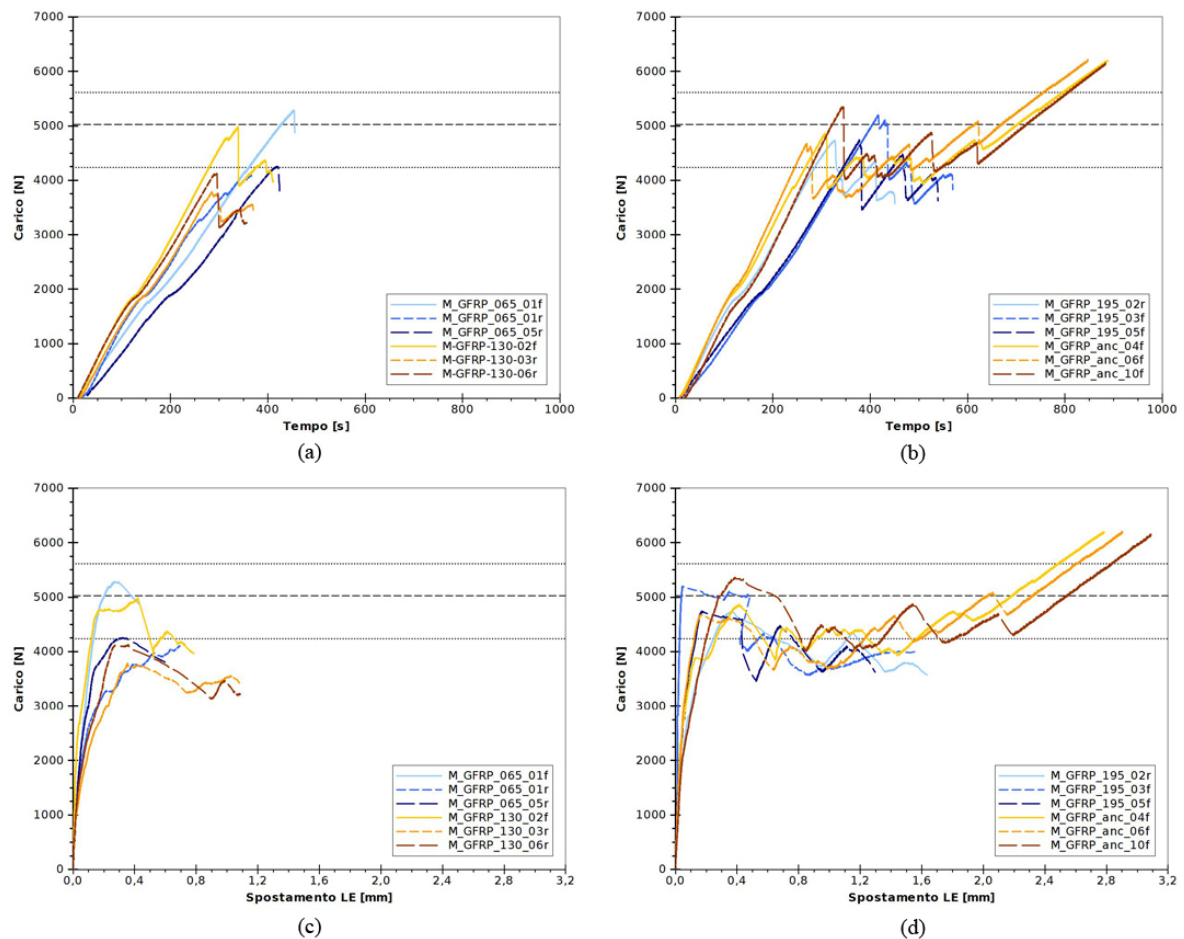 7000
6000
5000
4000
3000
2000
1000
0
Carico [N]
0 200 400 600 800 1000
Tempo [s]
M_GFRP_065_01f
M_GFRP_065_01r
M_GFRP_065_05r
M-GFRP-130-02f
M-GFRP-130-03r
M-GFRP-130-06r
(a)
7000
6000
5000
4000
3000
2000
1000
0
Carico [N]
0 200 400 600 800 1000
Tempo [s]
M_GFRP_195_02r
M_GFRP_195_03f
M_GFRP_195_05f
M_GFRP_anc_04f
M_GFRP_anc_06f
M_GFRP_anc_10f
(b)
7000
6000
5000
4000
3000
2000
1000
0
Carico [N]
0,0 0,4 0,8 1,2 1,6 2,0 2,4 2,8 3,2
Spostamento LE [mm]
M_GFRP_065_01f
M_GFRP_065_01r
M_GFRP_065_05r
M_GFRP_130_02f
M_GFRP_130_03r
M_GFRP_130_06r
(c)
7000
6000
5000
4000
3000
2000
1000
0
Carico [N]
0,0 0,4 0,8 1,2 1,6 2,0 2,4 2,8 3,2
Spostamento LE [mm]
M_GFRP_195_02r
M_GFRP_195_03f
M_GFRP_195_05f
M_GFRP_anc_04f
M_GFRP_anc_06f
M_GFRP_anc_10f
(d)